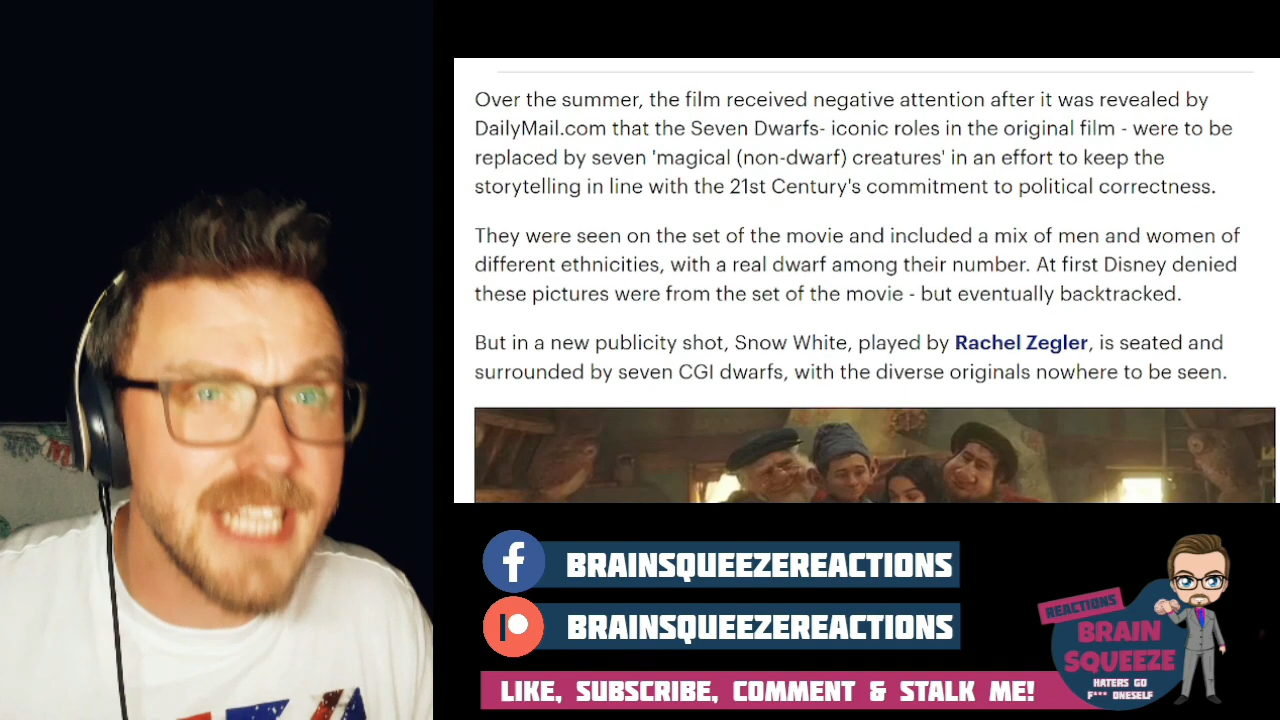 Over the summer, the film received negative attention after it was revealed by
DailyMail.com that the Seven Dwarfs- iconic roles in the original film - were to be
replaced by seven 'magical (non-dwarf) creatures' in an effort to keep the
storytelling in line with the 21st Century's commitment to political correctness.
They were seen on the set of the movie and included a mix of men and women of
different ethnicities, with a real dwarf among their number. At first Disney denied
these pictures were from the set of the movie - but eventually backtracked.
But in a new publicity shot, Snow White, played by Rachel Zegler, is seated and
surrounded by seven CGI dwarfs, with the diverse originals nowhere to be seen.
BRAINSQUEEZEREACTIONS
BRAINSQUEEZEREACTIONS
LIKE, SUBSCRIBE, COMMENT & STALK ME!
REACTIONS
BRAIN
SQUEEZE
HATERS GO
F*** ONESELF